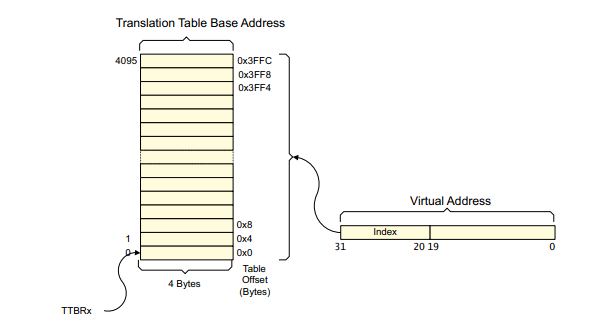 Translation Table Base Address
4095
0x3FFC
0x3FF8
0x3FF4
Virtual Address
Index
31
20 19
0
0x8
1
0x4
0
0x0
4 Bytes
Table
Offset
(Bytes)
TTBRx